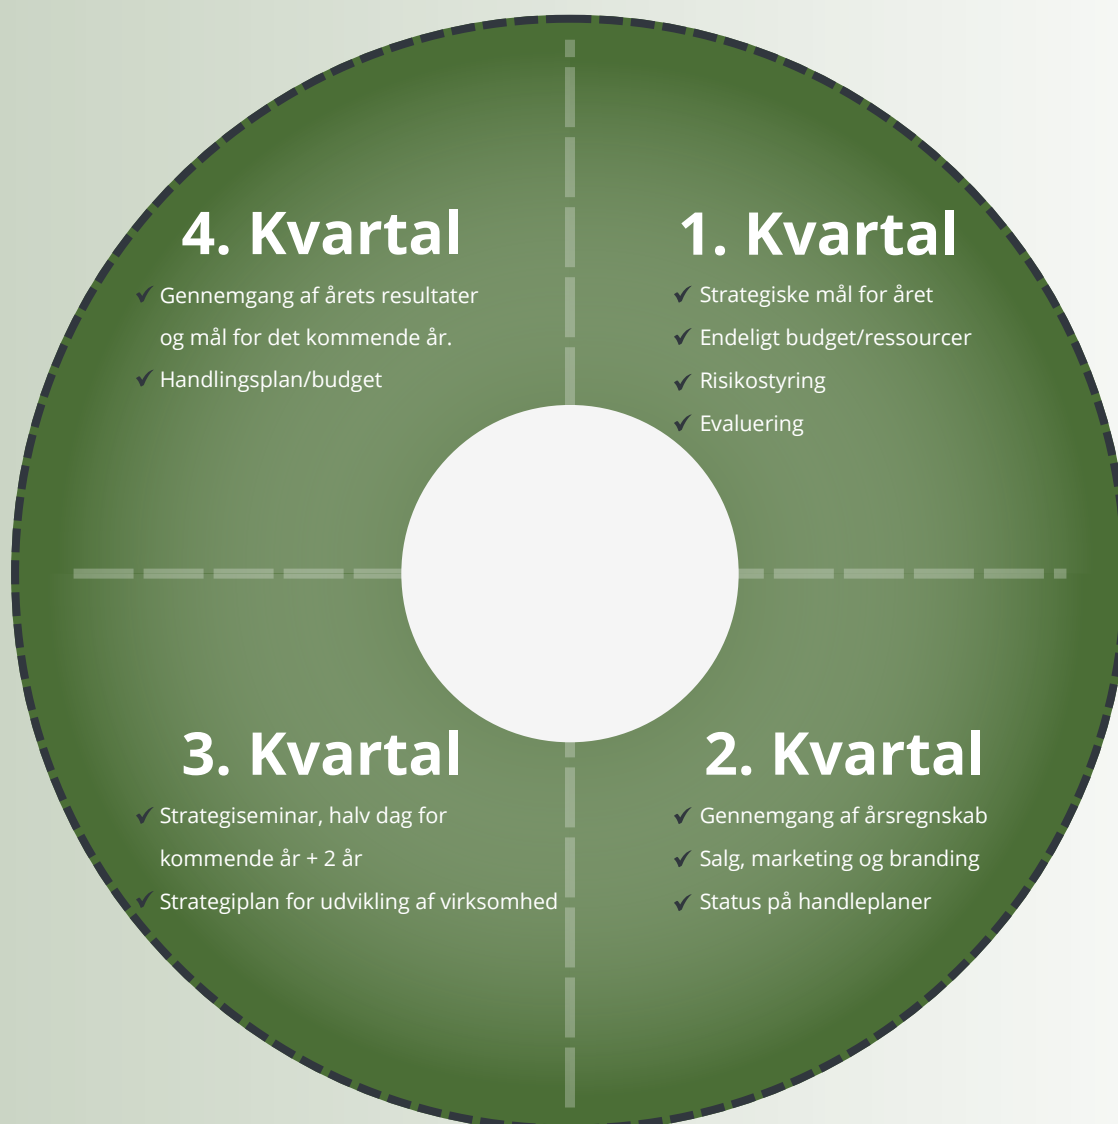 4. Kvartal
Gennemgang af årets resultater
og mål for det kommende år.
Handlingsplan/budget
1. Kvartal
Strategiske mål for året
Endeligt budget/ressourcer
Risikostyring
Evaluering
3. Kvartal
Strategiseminar, halv dag for
kommende år + 2 år
Strategiplan for udvikling af virksomhed
2. Kvartal
Gennemgang af årsregnskab
Salg, marketing og branding
Status på handleplaner